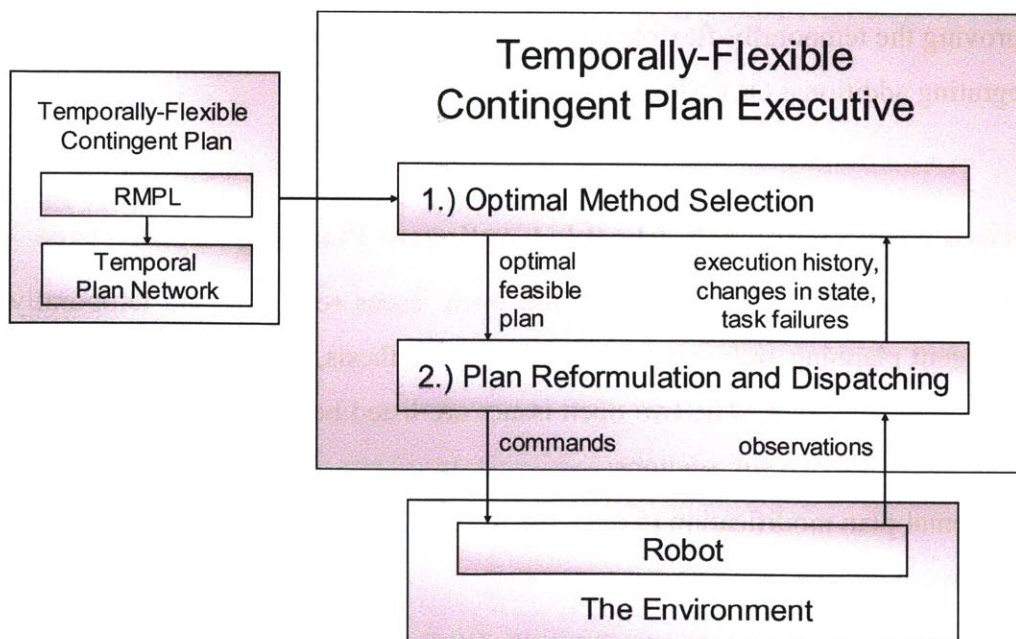 Temporally-Flexible
Contingent Plan
RMPL
Temporal
Plan Network
Temporally-Flexible
Contingent Plan Executive
1.) Optimal Method Selection
optimal
feasible
plan
execution history,
changes in state,
task failures
2.) Plan Reformulation and Dispatching
commands
observations
Robot
The Environment